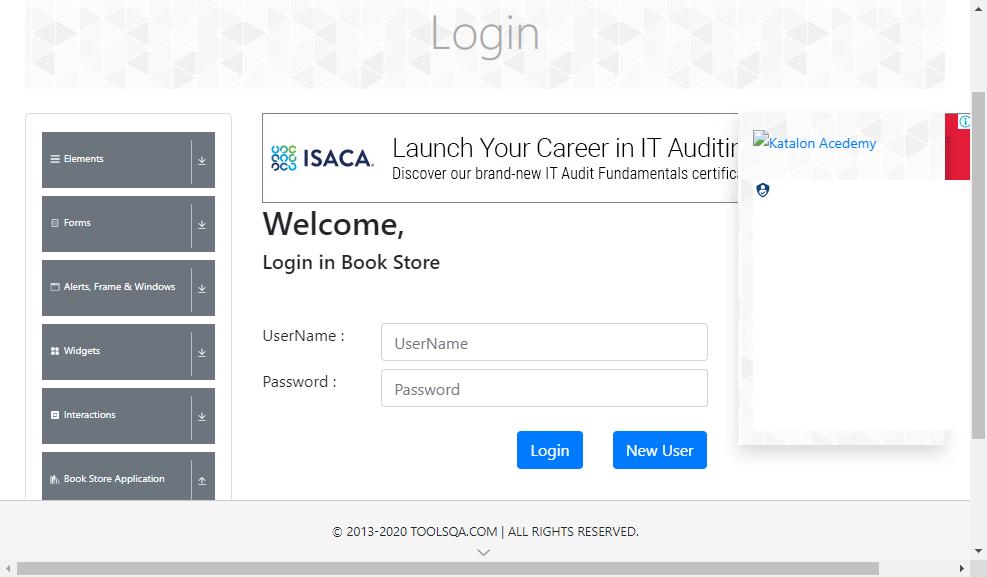 Login
Elements
Forms
Alerts, Frame & Windows
Widgets
Interactions
Book Store Application
ISACA.
Launch Your Career in IT Auditin
Discover our brand-new IT Audit Fundamentals certifica
Katalon Acedemy
Welcome,
Login in Book Store
UserName :
UserName
Password :
Password
Login
New User
© 2013-2020 TOOLSQA.COM | ALL RIGHTS RESERVED.